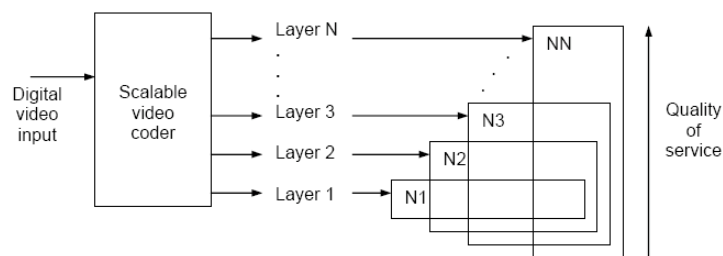 Layer N
NN
Digital
video
input
Scalable
video
coder
Layer 3
N3
Layer 2
N2
Layer 1
N1
Quality
of
service